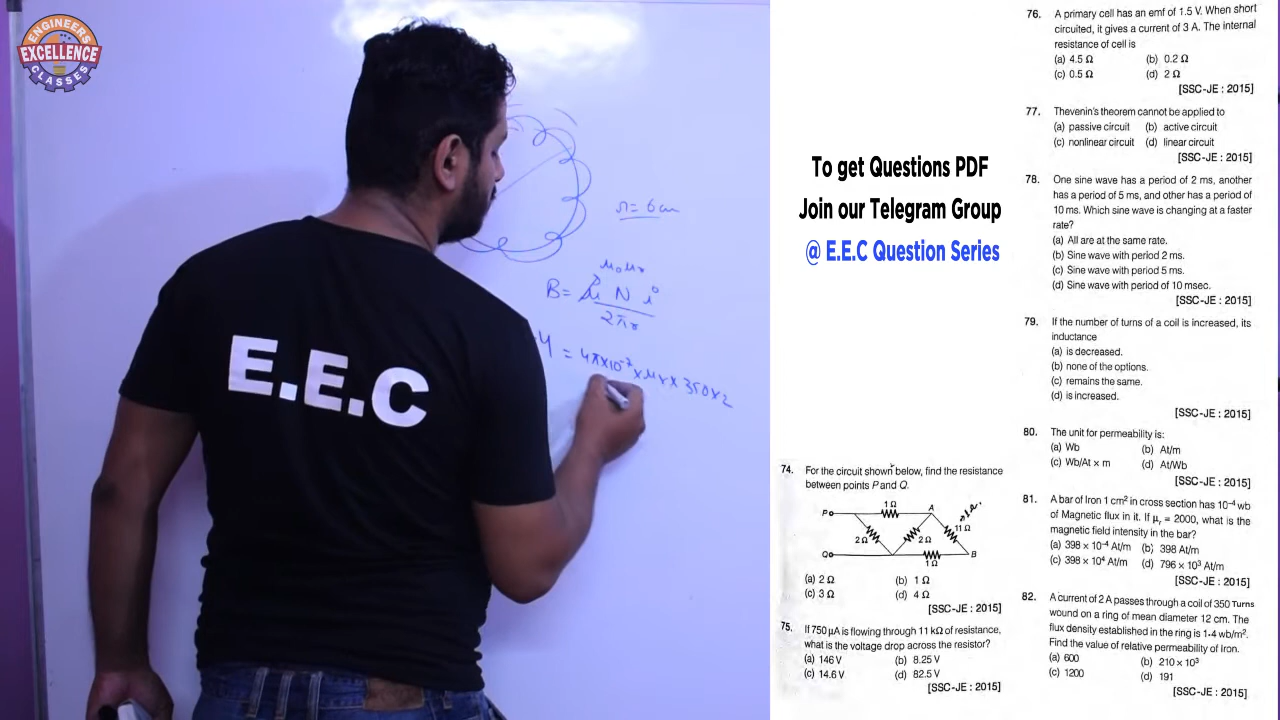 ENGINEERS
EXCELLENCE
CLASSES
E.E.C
r = 6 cm
μ₀μr
B = μ N i
2πr
4 = 4π×10⁻⁷ × μr × 350×2
To get Questions PDF
Join our Telegram Group
@ E.E.C Question Series
74. For the circuit shown below, find the resistance
between points P and Q.
1 Ω
A
P
2 Ω
2 Ω
11 Ω
Q
1 Ω
B
(a) 2 Ω (b) 1 Ω
(c) 3 Ω (d) 4 Ω
[SSC-JE : 2015]
75. If 750 μA is flowing through 11 kΩ of resistance,
what is the voltage drop across the resistor?
(a) 146 V (b) 8.25 V
(c) 14.6 V (d) 82.5 V
[SSC-JE : 2015]
76. A primary cell has an emf of 1.5 V. When short
circuited, it gives a current of 3 A. The internal
resistance of cell is
(a) 4.5 Ω (b) 0.2 Ω
(c) 0.5 Ω (d) 2 Ω
[SSC-JE : 2015]
77. Thevenin's theorem cannot be applied to
(a) passive circuit (b) active circuit
(c) nonlinear circuit (d) linear circuit
[SSC-JE : 2015]
78. One sine wave has a period of 2 ms, another
has a period of 5 ms, and other has a period of
10 ms. Which sine wave is changing at a faster
rate?
(a) All are at the same rate.
(b) Sine wave with period 2 ms.
(c) Sine wave with period 5 ms.
(d) Sine wave with period of 10 msec.
[SSC-JE : 2015]
79. If the number of turns of a coil is increased, its
inductance
(a) is decreased.
(b) none of the options.
(c) remains the same.
(d) is increased.
[SSC-JE : 2015]
80. The unit for permeability is:
(a) Wb (b) At/m
(c) Wb/At × m (d) At/Wb
[SSC-JE : 2015]
81. A bar of Iron 1 cm² in cross section has 10⁻⁴ wb
of Magnetic flux in it. If μr = 2000, what is the
magnetic field intensity in the bar?
(a) 398 × 10⁻⁴ At/m (b) 398 At/m
(c) 398 × 10⁴ At/m (d) 796 × 10³ At/m
[SSC-JE : 2015]
82. A current of 2 A passes through a coil of 350 Turns
wound on a ring of mean diameter 12 cm. The
flux density established in the ring is 1·4 wb/m².
Find the value of relative permeability of Iron.
(a) 600 (b) 210 × 10³
(c) 1200 (d) 191
[SSC-JE : 2015]